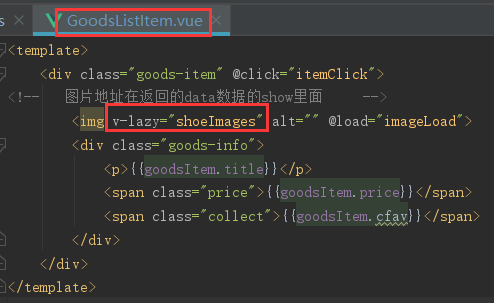 s × GoodsListItem.vue ×
<template>
<div class="goods-item" @click="itemClick">
<!-- 图片地址在返回的data数据的show里面 -->
<img v-lazy="shoeImages" alt="" @load="imageLoad">
<div class="goods-info">
<p>{{goodsItem.title}}</p>
<span class="price">{{goodsItem.price}}</span>
<span class="collect">{{goodsItem.cfav}}</span>
</div>
</div>
</template>